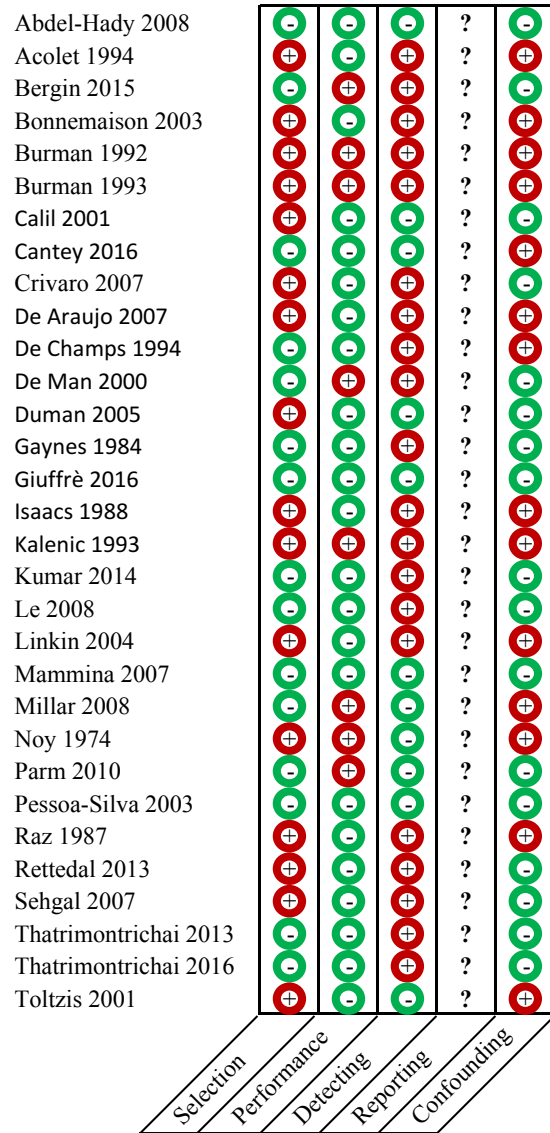 Abdel-Hady 2008 - - - ? -
Acolet 1994 + - + ? +
Bergin 2015 - + + ? -
Bonnemaison 2003 + - + ? +
Burman 1992 + + + ? +
Burman 1993 + + + ? +
Calil 2001 + - - ? -
Cantey 2016 - - - ? +
Crivaro 2007 + - + ? -
De Araujo 2007 + - + ? +
De Champs 1994 - - + ? +
De Man 2000 - + + ? -
Duman 2005 + - - ? -
Gaynes 1984 - - + ? -
Giuffrè 2016 - - - ? -
Isaacs 1988 + - + ? +
Kalenic 1993 + + + ? +
Kumar 2014 - - + ? -
Le 2008 - - + ? -
Linkin 2004 + - + ? +
Mammina 2007 - - - ? -
Millar 2008 - + - ? +
Noy 1974 + + - ? +
Parm 2010 - + - ? -
Pessoa-Silva 2003 - - - ? -
Raz 1987 + - + ? +
Rettedal 2013 + - + ? -
Sehgal 2007 + - + ? -
Thatrimontrichai 2013 - - + ? -
Thatrimontrichai 2016 - - + ? -
Toltzis 2001 + - - ? +
Selection
Performance
Detecting
Reporting
Confounding